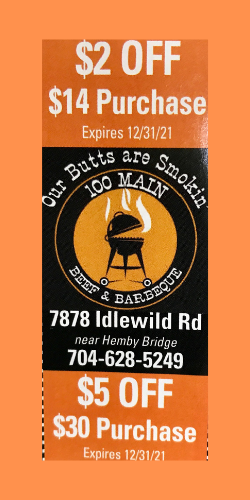 $2 OFF
$14 Purchase
Expires 12/31/21
Our Butts are Smokin
100 MAIN
BEEF & BARBEQUE
7878 Idlewild Rd
near Hemby Bridge
704-628-5249
$5 OFF
$30 Purchase
Expires 12/31/21